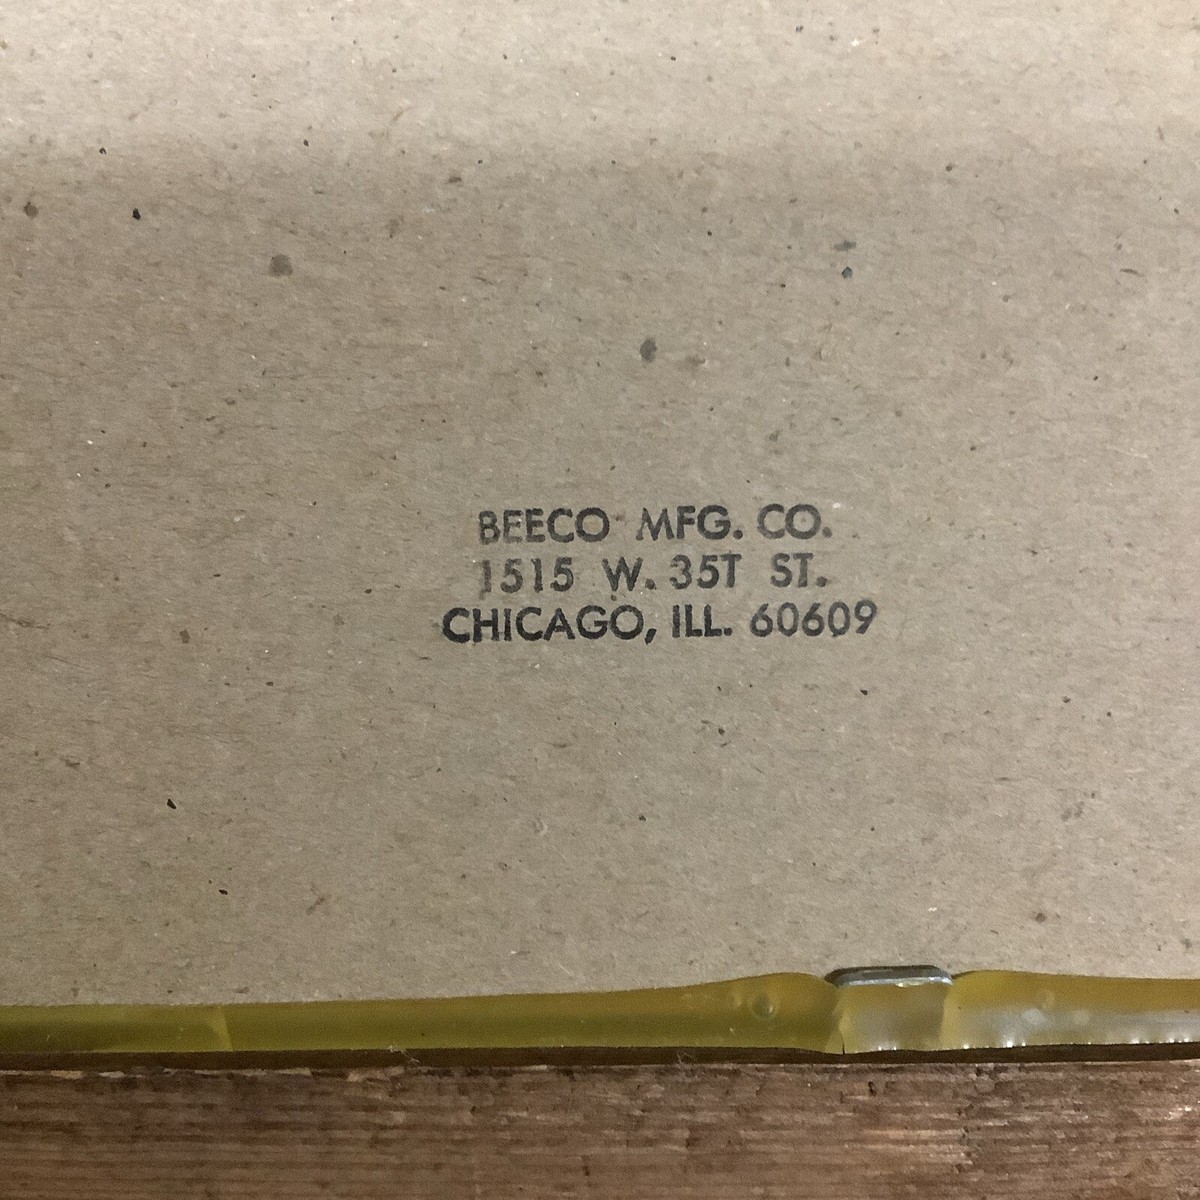 BEECO MFG. CO.
1515 W. 35T ST.
CHICAGO, ILL. 60609